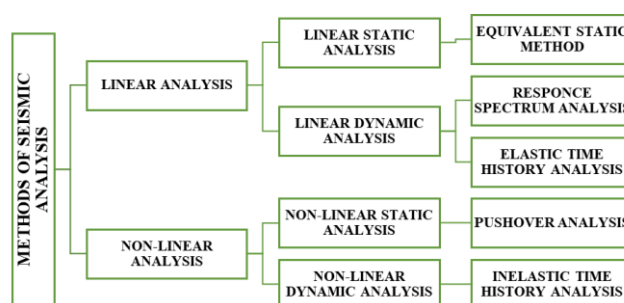 METHODS OF SEISMIC
ANALYSIS
LINEAR ANALYSIS
LINEAR STATIC
ANALYSIS
EQUIVALENT STATIC
METHOD
LINEAR DYNAMIC
ANALYSIS
RESPONCE
SPECTRUM ANALYSIS
ELASTIC TIME
HISTORY ANALYSIS
NON-LINEAR
ANALYSIS
NON-LINEAR STATIC
ANALYSIS
PUSHOVER ANALYSIS
NON-LINEAR
DYNAMIC ANALYSIS
INELASTIC TIME
HISTORY ANALYSIS